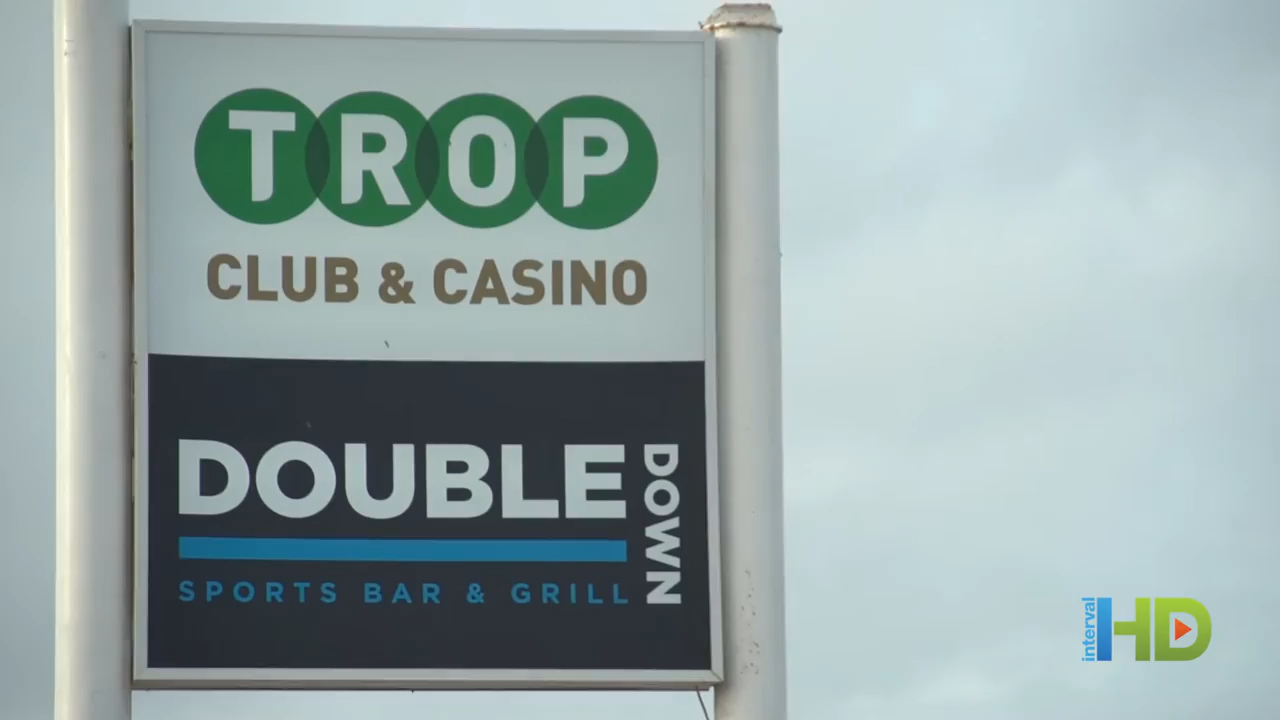 TROP
CLUB & CASINO
DOUBLE
DOWN
SPORTS BAR & GRILL
interval
HD